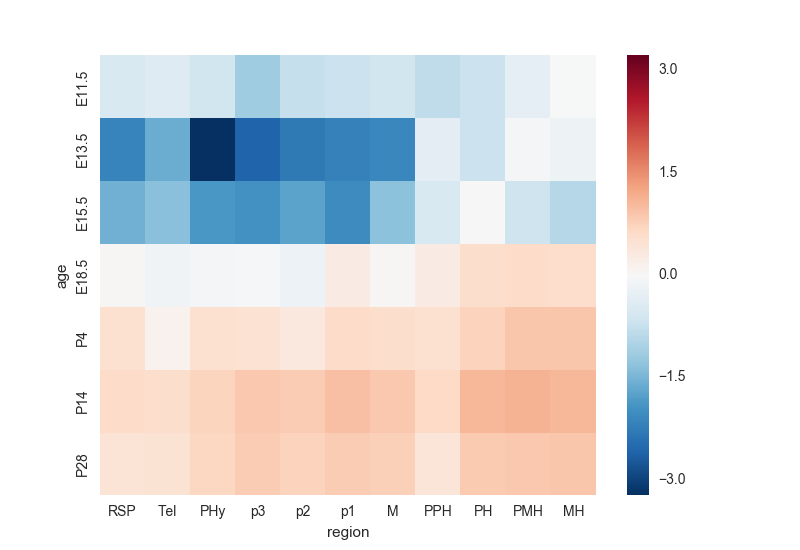 age
E11.5
E13.5
E15.5
E18.5
P4
P14
P28
RSP Tel PHy p3 p2 p1 M PPH PH PMH MH
region
3.0
1.5
0.0
−1.5
−3.0